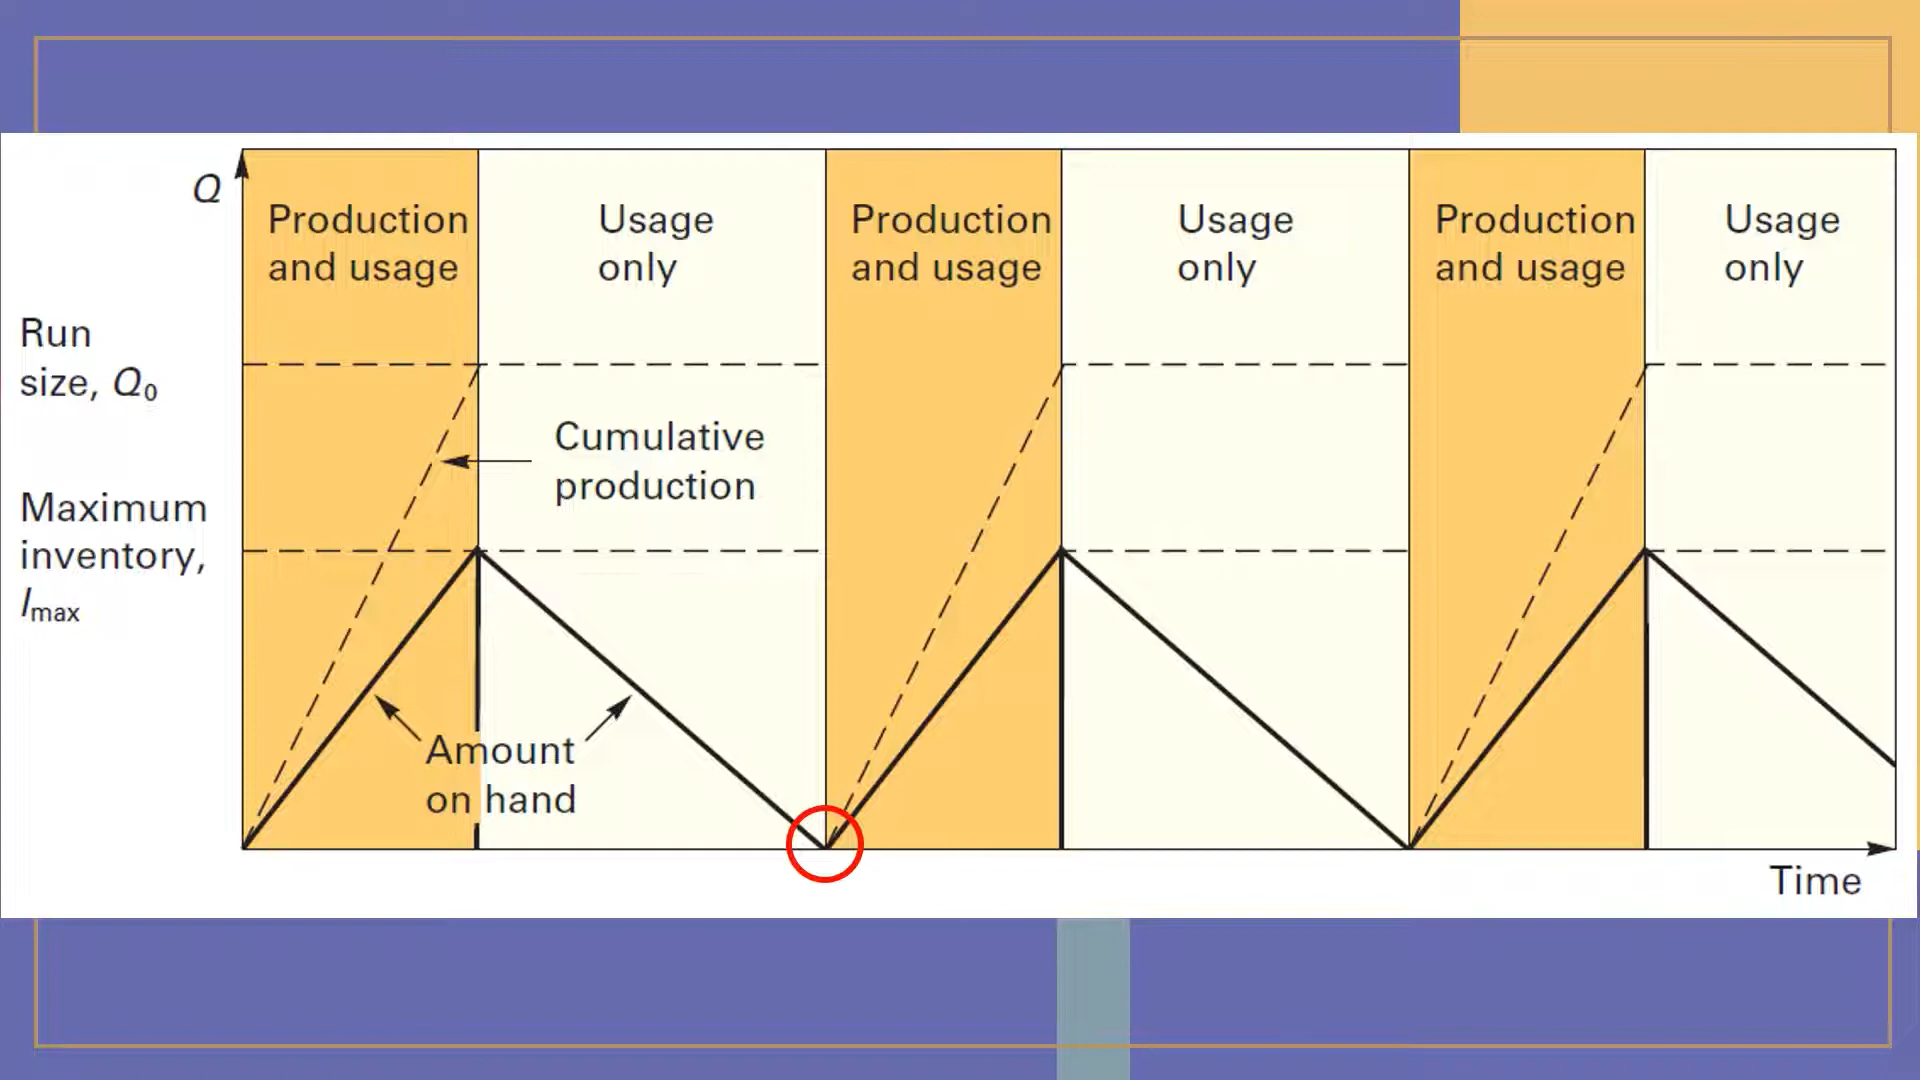 Q
Production
and usage
Usage
only
Production
and usage
Usage
only
Production
and usage
Usage
only
Run
size, Q₀
Cumulative
production
Maximum
inventory,
Iₘₐₓ
Amount
on hand
Time